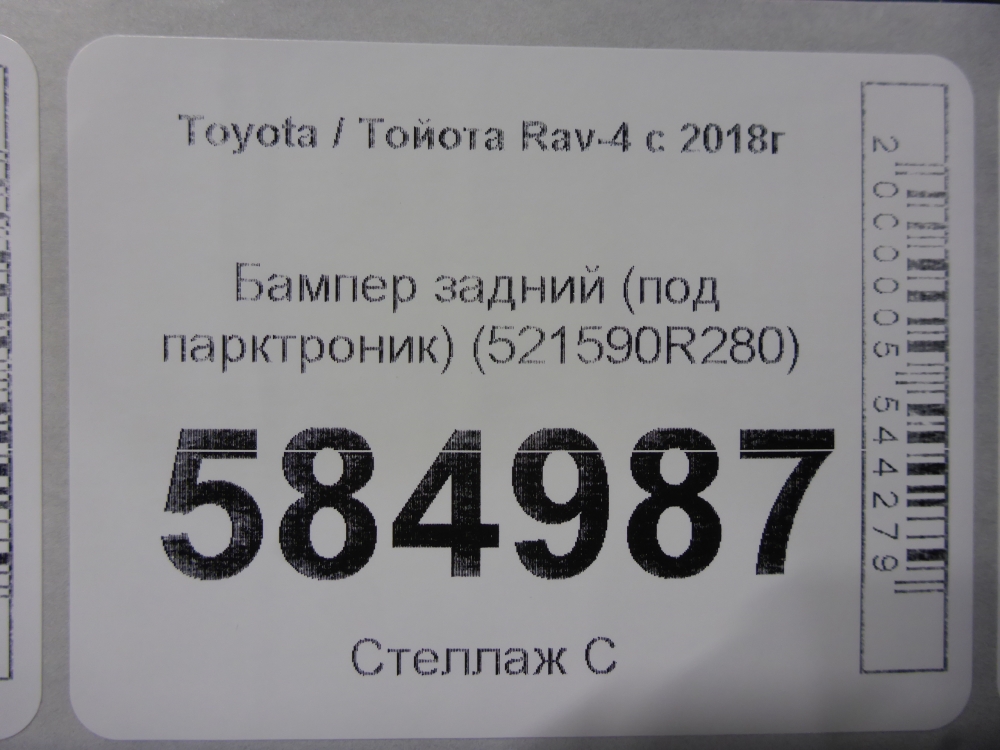 Toyota / Тойота Rav-4 с 2018г
Бампер задний (под
парктроник) (521590R280)
584987
Стеллаж С
2000005544279